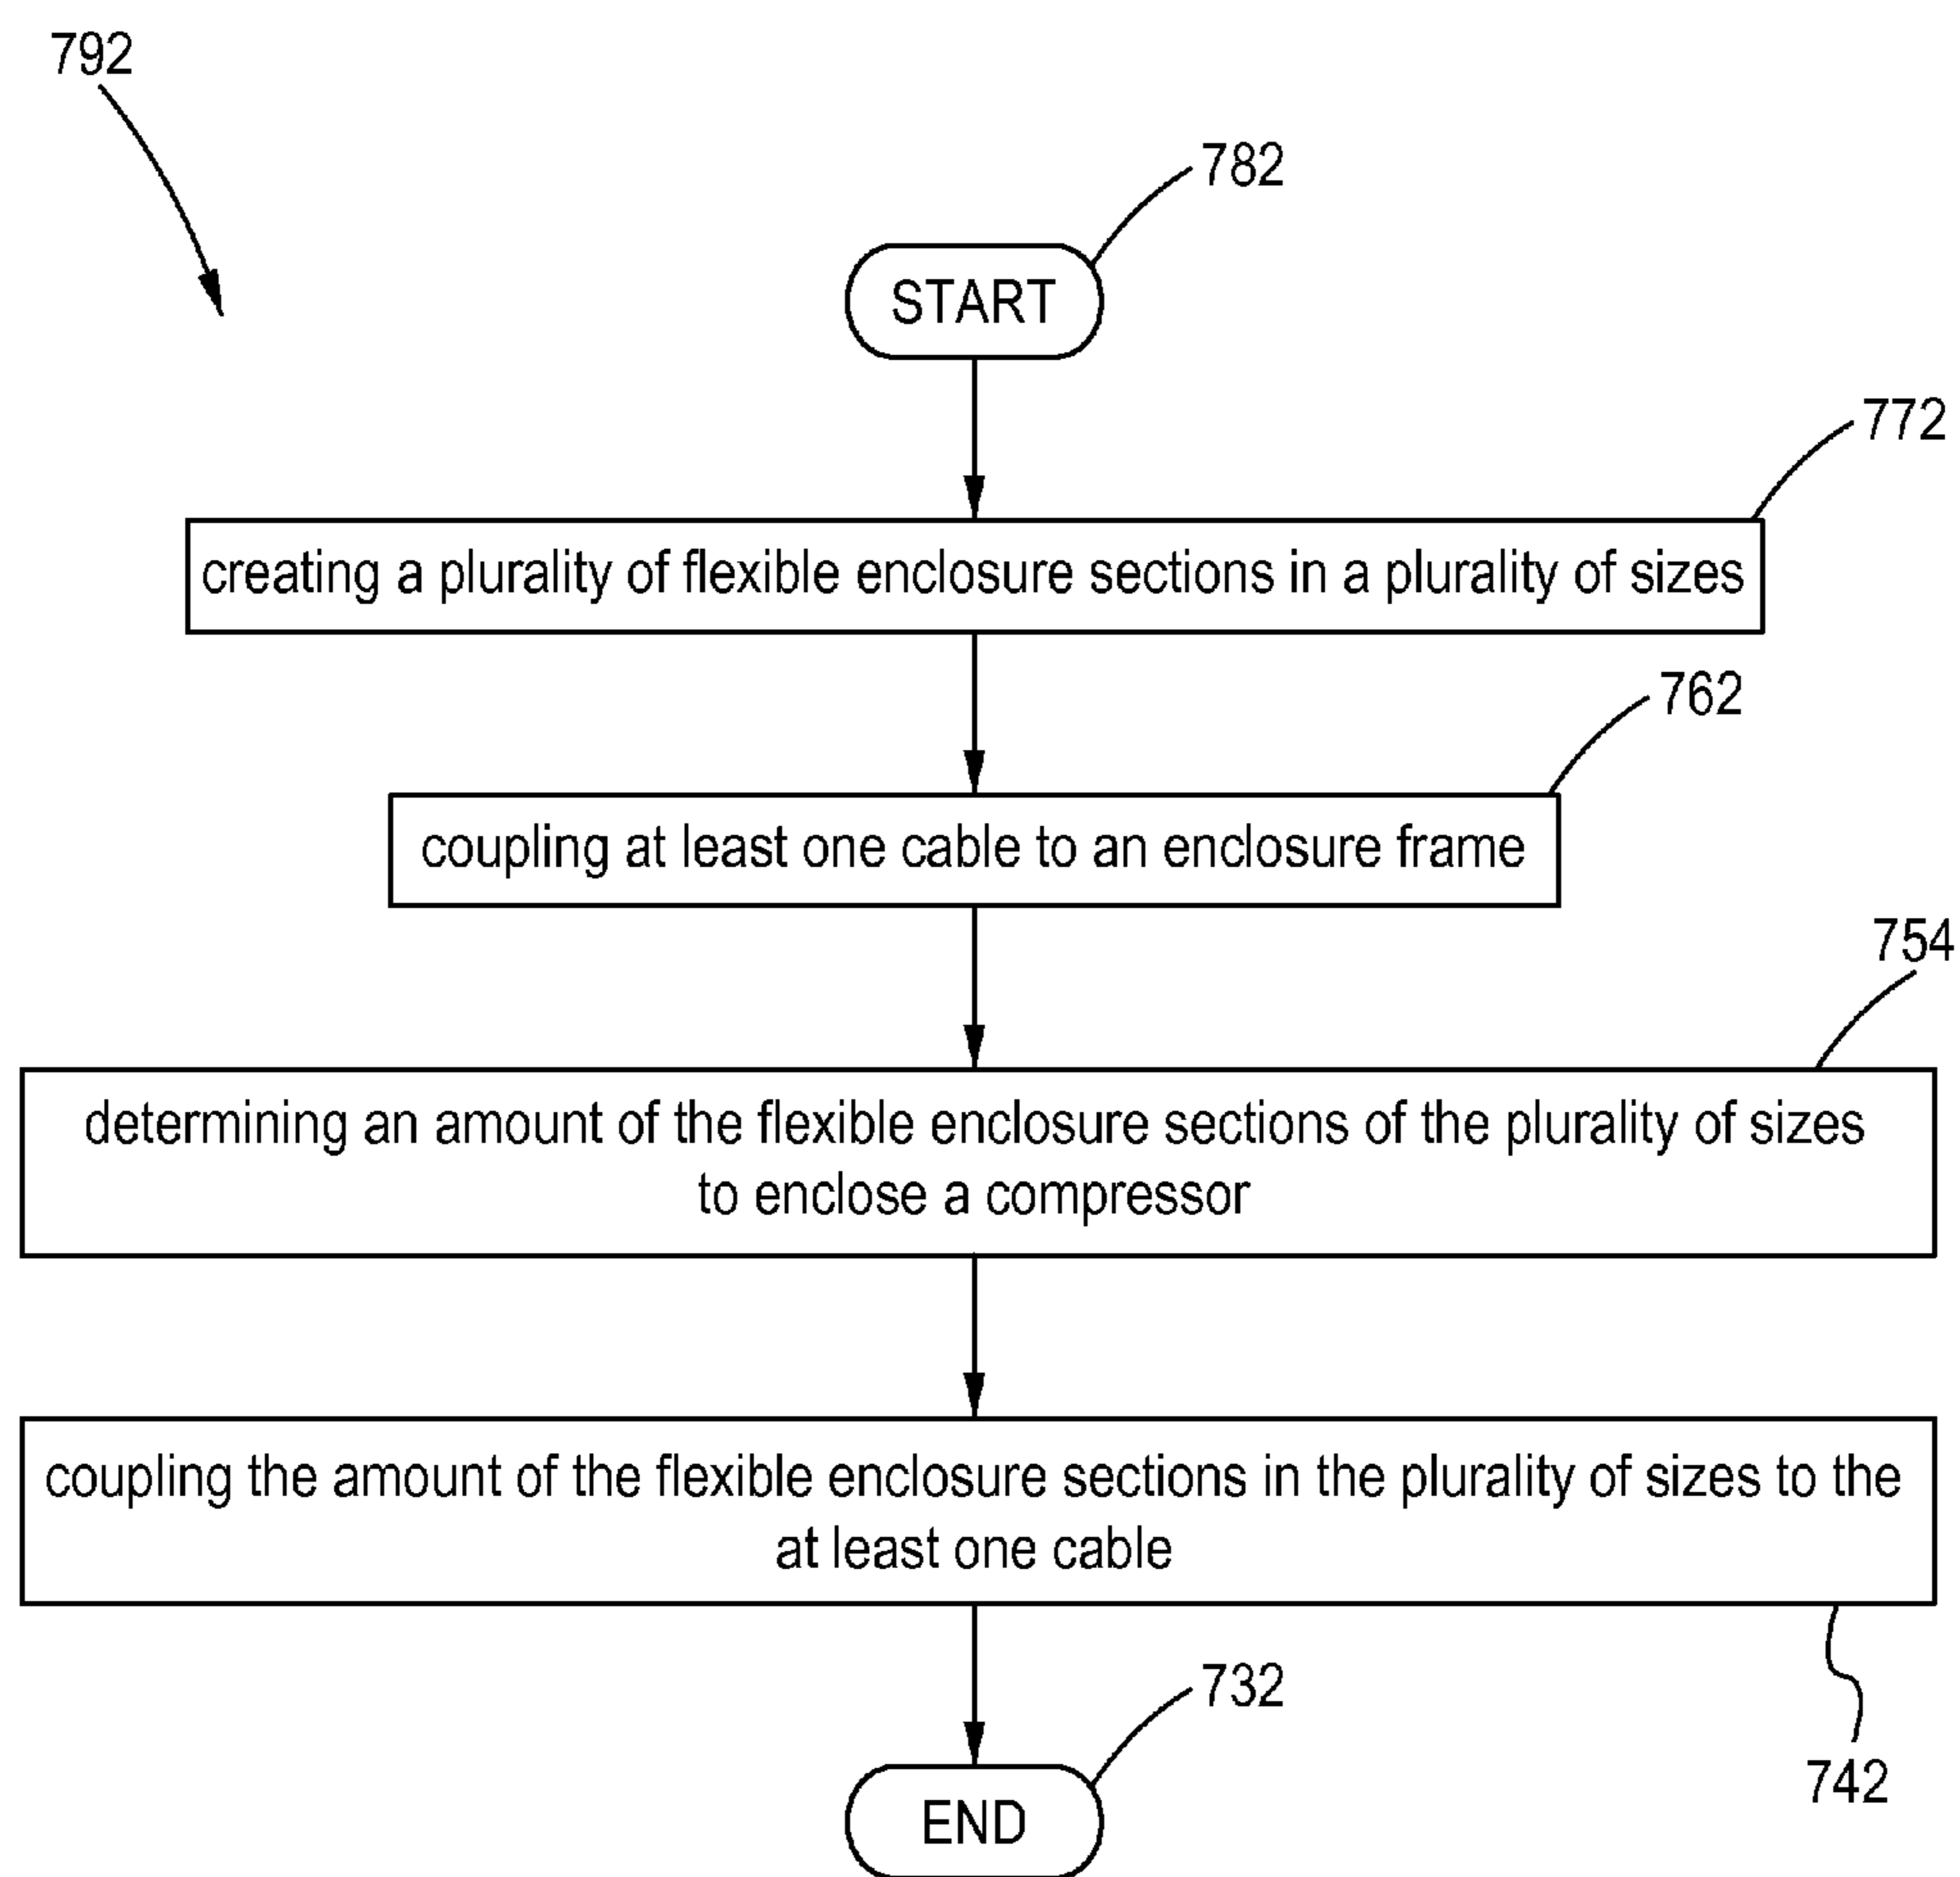 792
782
START
772
creating a plurality of flexible enclosure sections in a plurality of sizes
762
coupling at least one cable to an enclosure frame
754
determining an amount of the flexible enclosure sections of the plurality of sizes
to enclose a compressor
coupling the amount of the flexible enclosure sections in the plurality of sizes to the
at least one cable
732
742
END